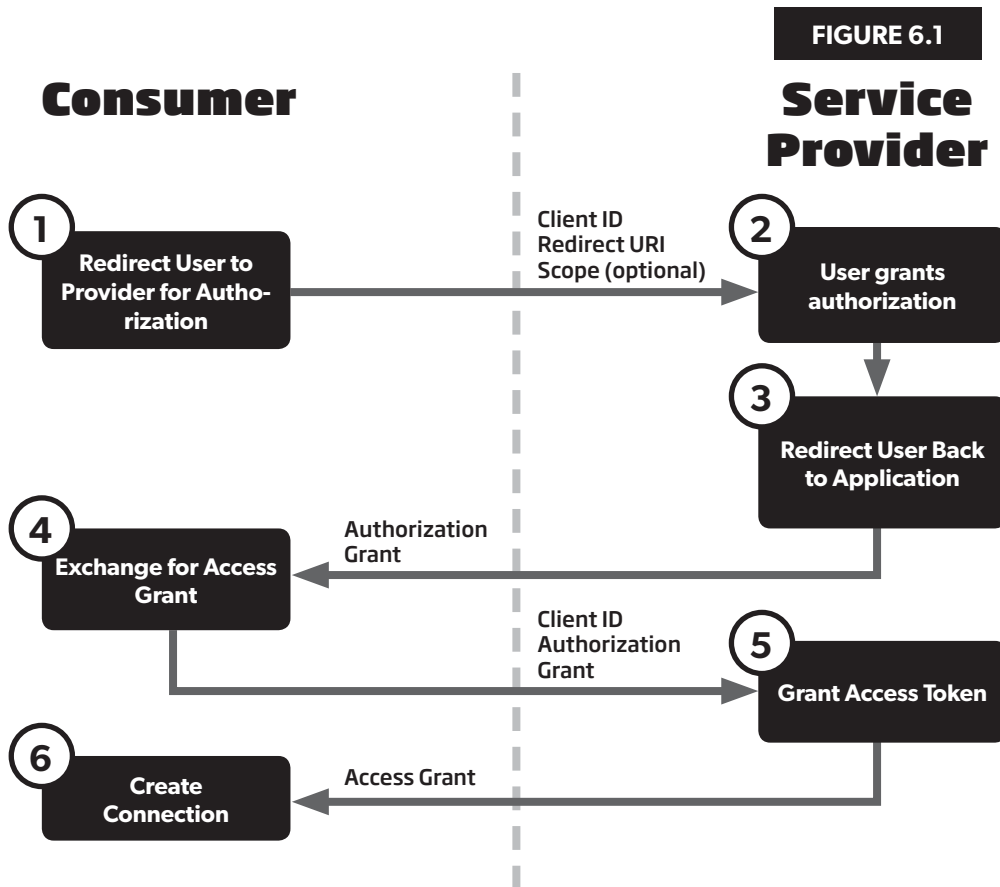 FIGURE 6.1
Consumer
Service
Provider
1
Redirect User to
Provider for Autho-
rization
Client ID
Redirect URI
Scope (optional)
2
User grants
authorization
3
Redirect User Back
to Application
4
Exchange for Access
Grant
Authorization
Grant
Client ID
Authorization
Grant
5
Grant Access Token
6
Create
Connection
Access Grant